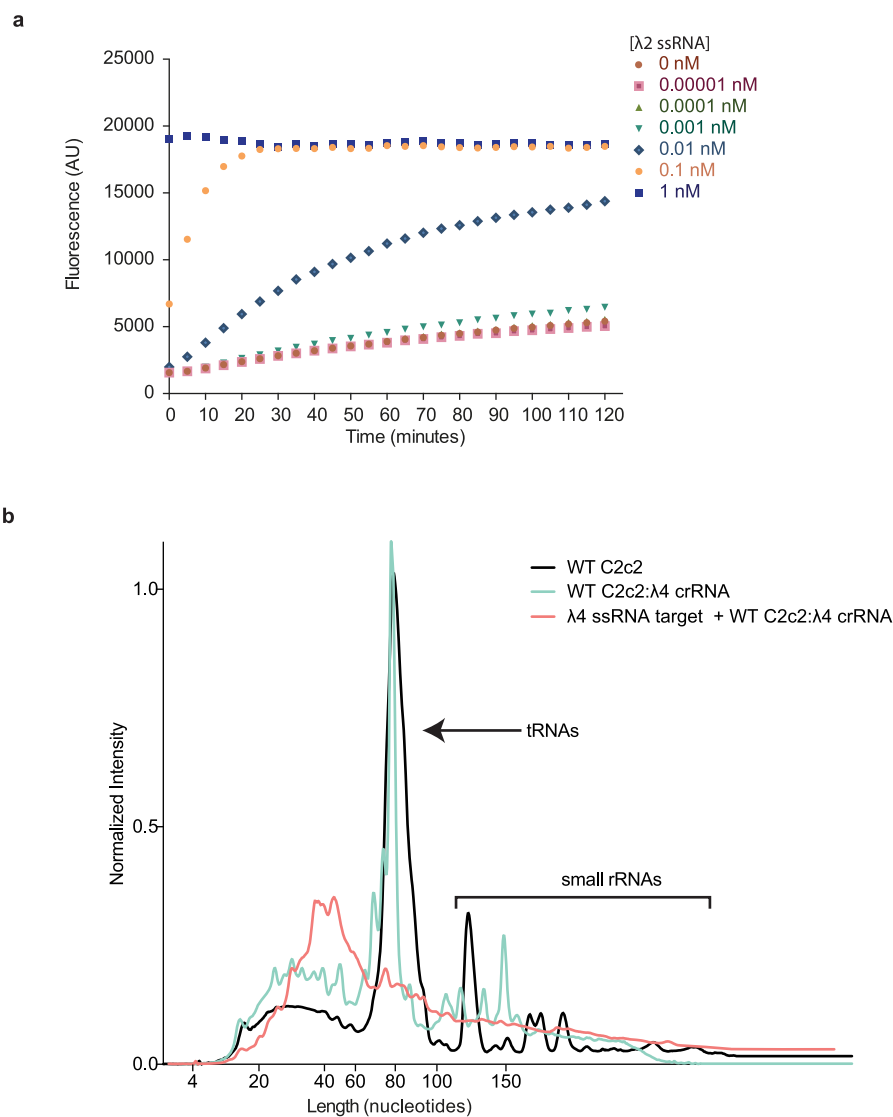 a
[λ2 ssRNA]
0 nM
0.00001 nM
0.0001 nM
0.001 nM
0.01 nM
0.1 nM
1 nM
25000
20000
15000
10000
5000
0
Fluorescence (AU)
0 10 20 30 40 50 60 70 80 90 100 110 120
Time (minutes)
b
WT C2c2
WT C2c2:λ4 crRNA
λ4 ssRNA target + WT C2c2:λ4 crRNA
1.0
0.5
0.0
Normalized Intensity
tRNAs
small rRNAs
4 20 40 60 80 100 150
Length (nucleotides)